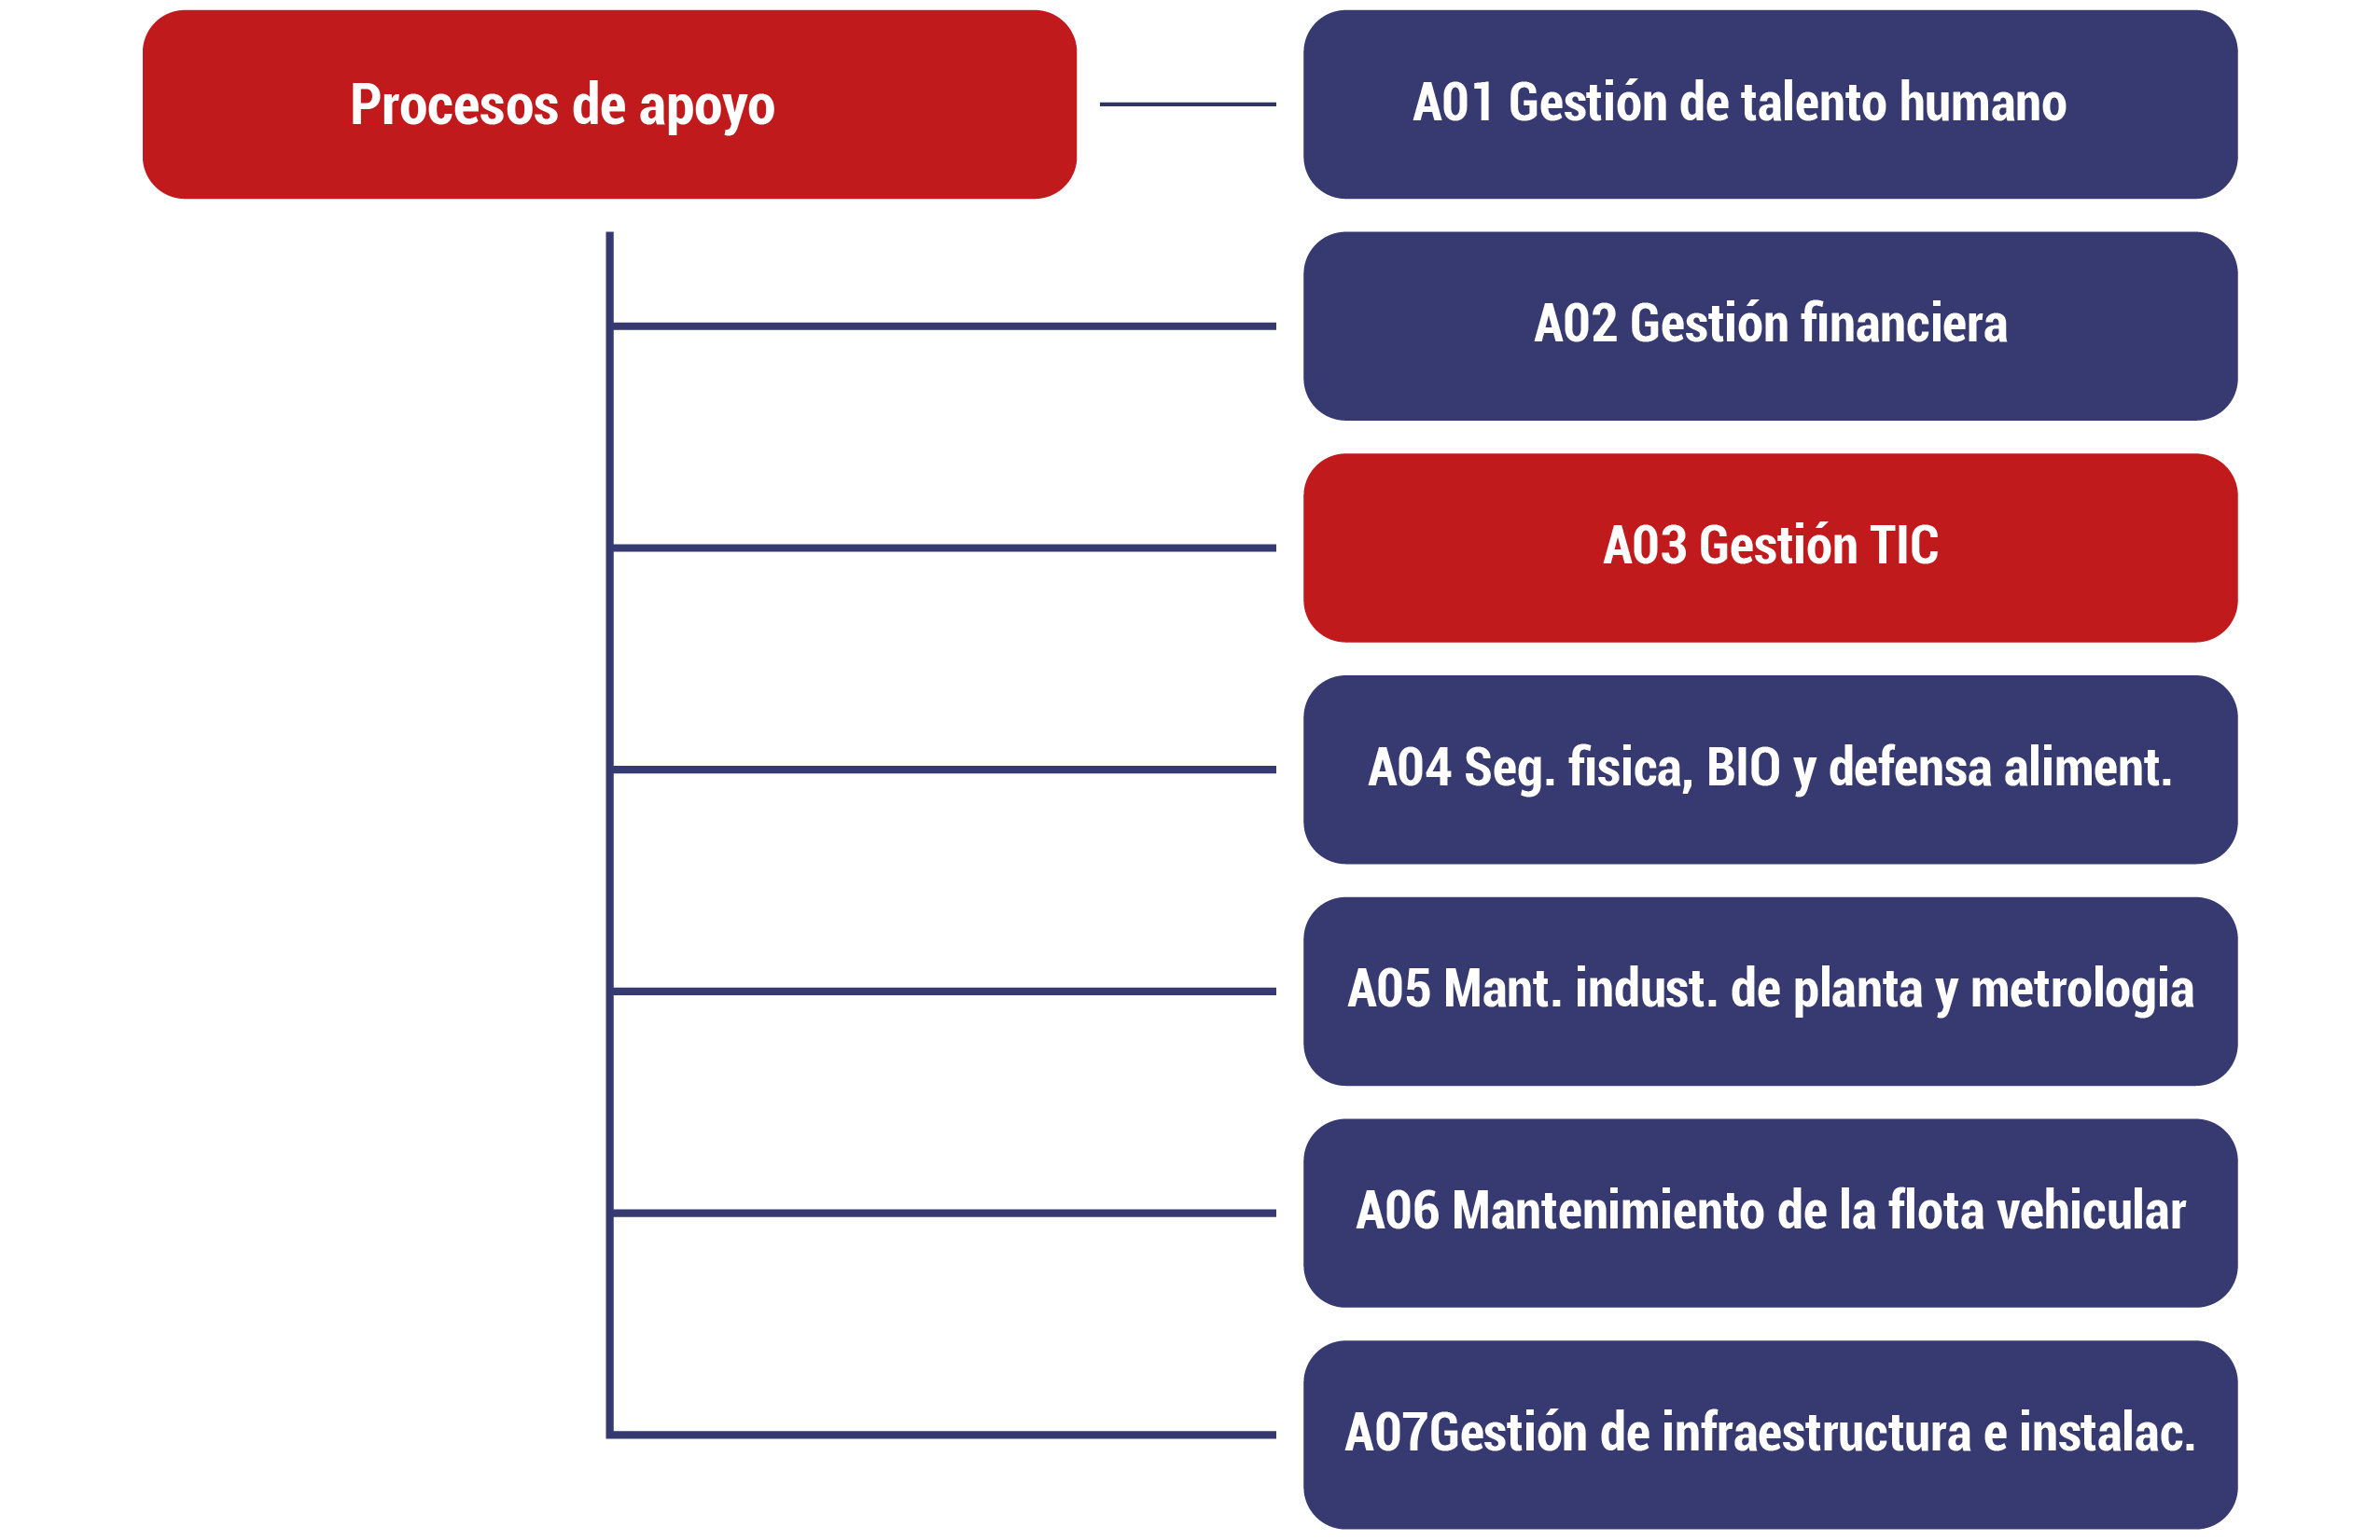 Procesos de apoyo
A01 Gestión de talento humano
A02 Gestión financiera
A03 Gestión TIC
A04 Seg. fisica, BIO y defensa aliment.
A05 Mant. indust. de planta y metrologia
A06 Mantenimiento de la flota vehicular
A07Gestión de infraestructura e instalac.